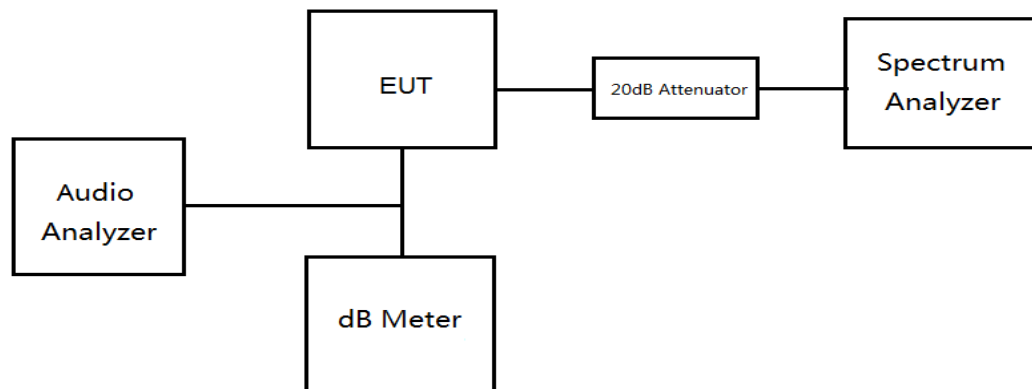 EUT
20dB Attenuator
Spectrum
Analyzer
Audio
Analyzer
dB Meter